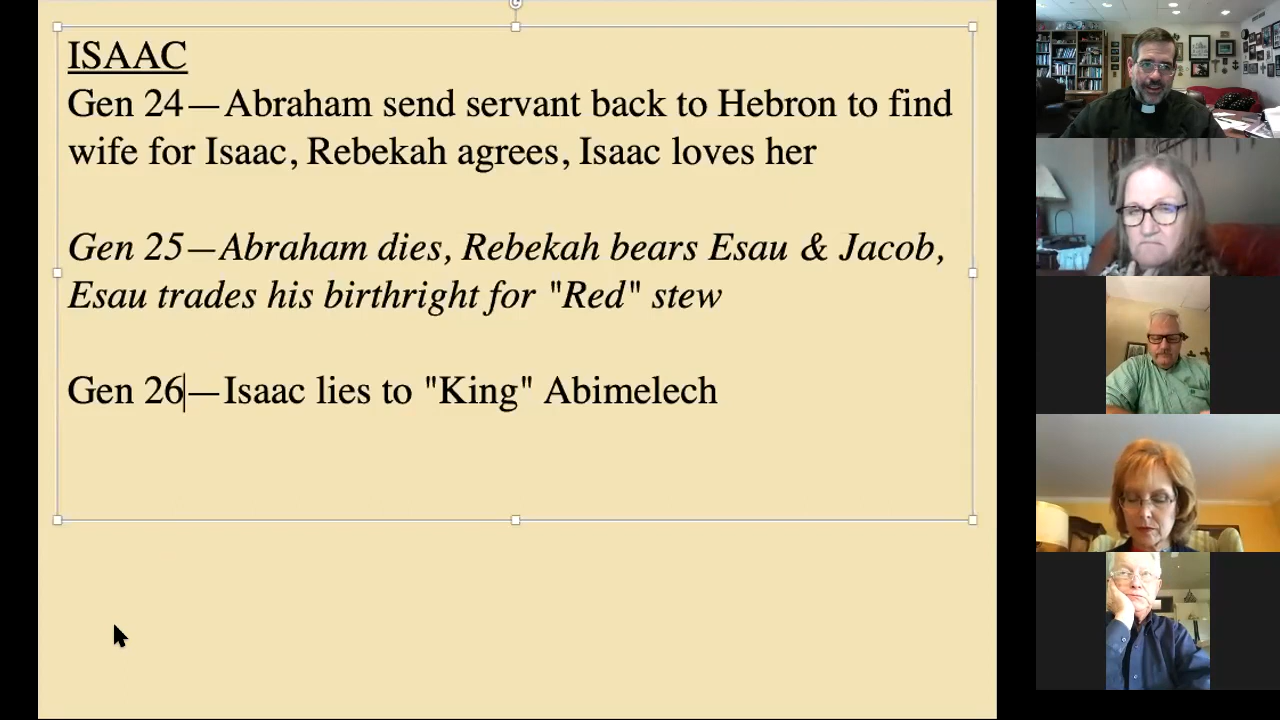 ISAAC
Gen 24—Abraham send servant back to Hebron to find
wife for Isaac, Rebekah agrees, Isaac loves her
Gen 25—Abraham dies, Rebekah bears Esau & Jacob,
Esau trades his birthright for "Red" stew
Gen 26—Isaac lies to "King" Abimelech